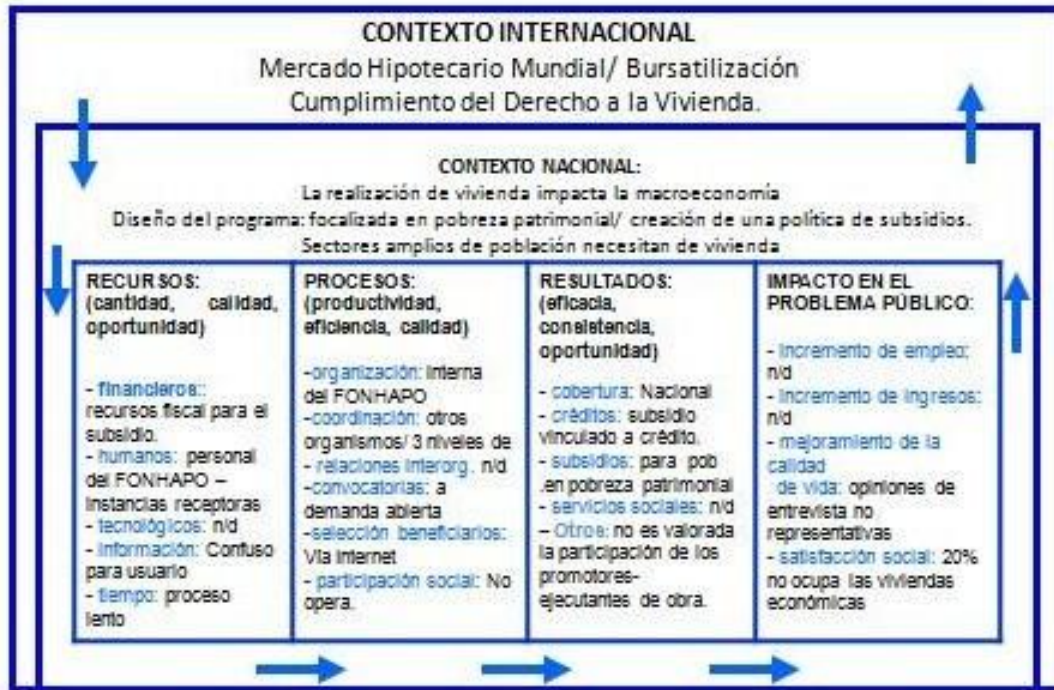 CONTEXTO INTERNACIONAL
Mercado Hipotecario Mundial/ Bursatilización
Cumplimiento del Derecho a la Vivienda.
CONTEXTO NACIONAL:
La realización de vivienda impacta la macroeconomía
Diseño del programa: focalizada en pobreza patrimonial/ creación de una política de subsidios.
Sectores amplios de población necesitan de vivienda
RECURSOS:
(cantidad, calidad,
oportunidad)
- financieros::
recursos fiscal para el
subsidio.
- humanos: personal
del FONHAPO –
Instancias receptoras
- tecnológicos: n/d
- Información: Confuso
para usuario
- tiempo: proceso
lento
PROCESOS:
(productividad,
eficiencia, calidad)
-organización: Interna
del FONHAPO
-coordinación: otros
organismos/ 3 niveles de
- relaciones Interorg. n/d
-convocatorias: a
demanda abierta
-selección beneficiarios:
Vía Internet
- participación social: No
opera.
RESULTADOS:
(eficacia,
consistencia,
oportunidad)
- cobertura: Nacional
- créditos: subsidio
vinculado a crédito.
- subsidios: para pob
.en pobreza patrimonial
- servicios sociales: n/d
– Otros: no es valorada
la participación de los
promotores-
ejecutantes de obra.
IMPACTO EN EL
PROBLEMA PÚBLICO:
- Incremento de empleo:
n/d
- Incremento de Ingresos:
n/d
- mejoramiento de la
calidad
de vida: opiniones de
entrevista no
representativas
- satisfacción social: 20%
no ocupa las viviendas
económicas